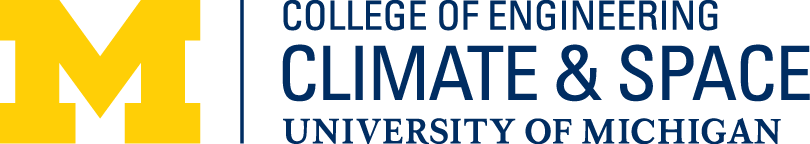 M
COLLEGE OF ENGINEERING
CLIMATE & SPACE
UNIVERSITY OF MICHIGAN